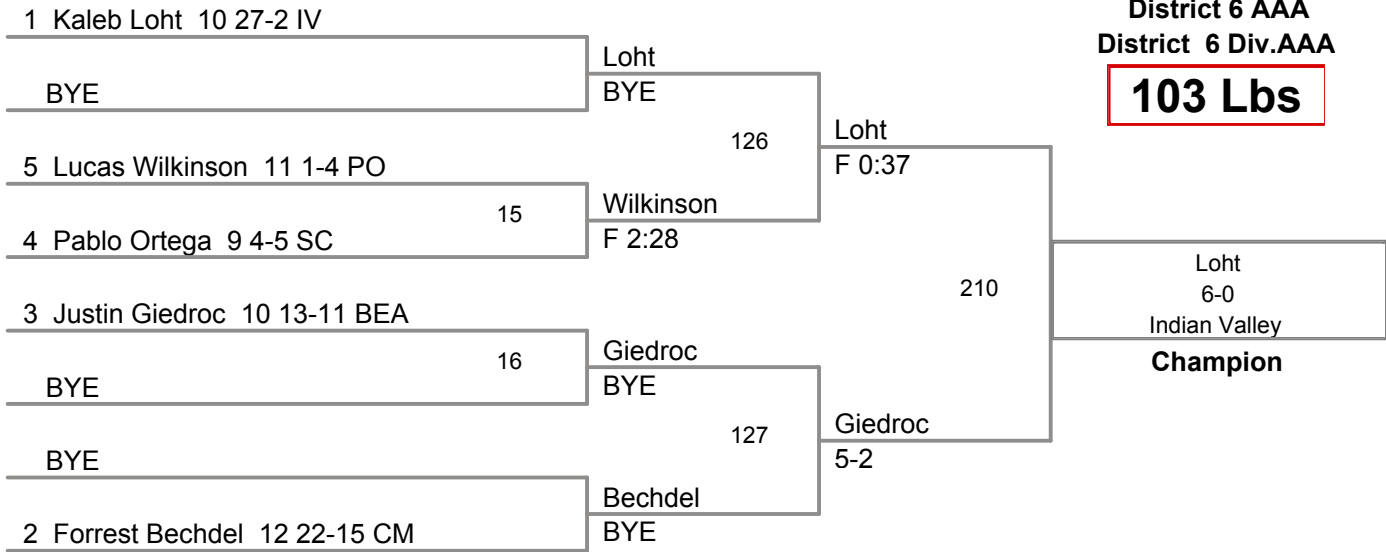 District 6 AAA
District  6 Div.AAA
103 Lbs
1  Kaleb Loht  10 27-2 IV
BYE
5  Lucas Wilkinson  11 1-4 PO
15
4  Pablo Ortega  9 4-5 SC
3  Justin Giedroc  10 13-11 BEA
16
BYE
BYE
2  Forrest Bechdel  12 22-15 CM
Loht
BYE
126
Wilkinson
F 2:28
Giedroc
BYE
127
Bechdel
BYE
Loht
F 0:37
210
Giedroc
5-2
Loht
6-0
Indian Valley
Champion